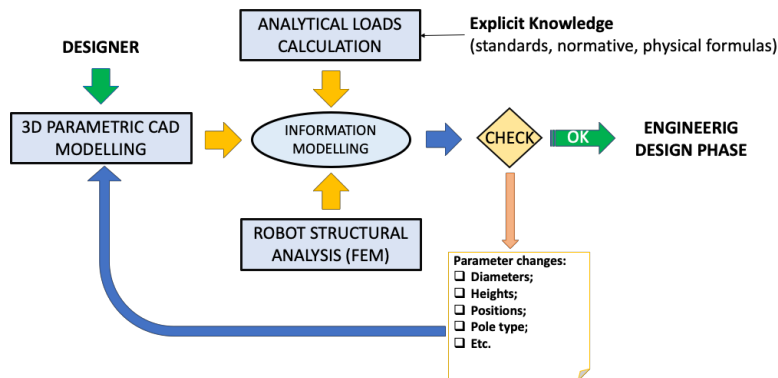 DESIGNER
ANALYTICAL LOADS
CALCULATION
Explicit Knowledge
(standards, normative, physical formulas)
3D PARAMETRIC CAD
MODELLING
INFORMATION
MODELLING
CHECK
OK
ENGINEERIG
DESIGN PHASE
ROBOT STRUCTURAL
ANALYSIS (FEM)
Parameter changes:
❑ Diameters;
❑ Heights;
❑ Positions;
❑ Pole type;
❑ Etc.